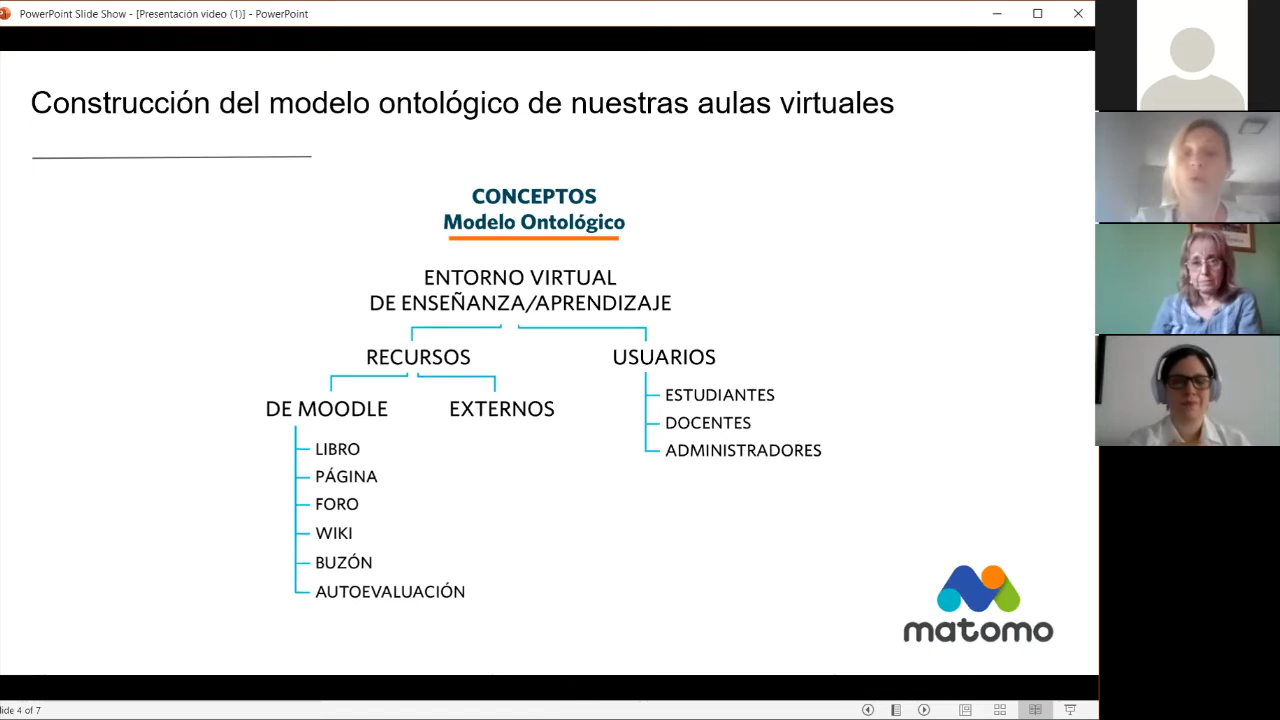 PowerPoint Slide Show - [Presentación video (1)] - PowerPoint
Construcción del modelo ontológico de nuestras aulas virtuales
CONCEPTOS
Modelo Ontológico
ENTORNO VIRTUAL
DE ENSEÑANZA/APRENDIZAJE
RECURSOS
USUARIOS
DE MOODLE
EXTERNOS
LIBRO
PÁGINA
FORO
WIKI
BUZÓN
AUTOEVALUACIÓN
ESTUDIANTES
DOCENTES
ADMINISTRADORES
matomo
lide 4 of 7